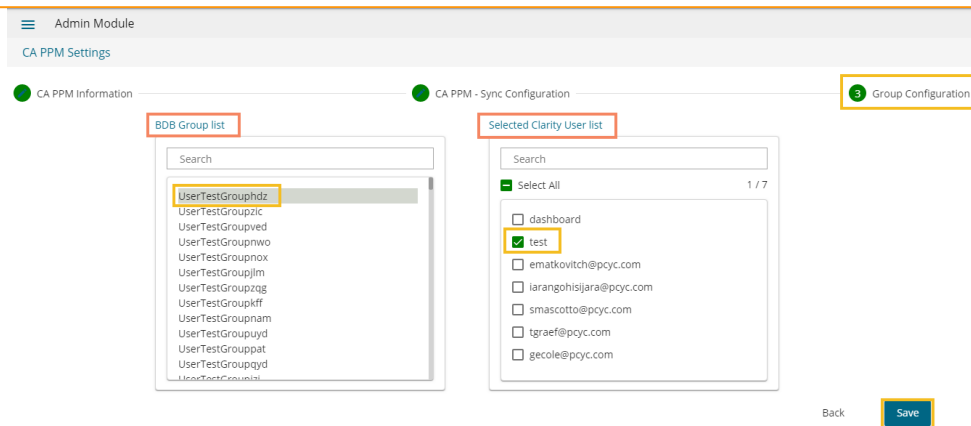 Admin Module
CA PPM Settings
CA PPM Information
CA PPM - Sync Configuration
3 Group Configuration
BDB Group list
Selected Clarity User list
Search
Search
Select All 1 / 7
UserTestGrouphdz
UserTestGroupzic
UserTestGroupved
UserTestGroupnwo
UserTestGroupnox
UserTestGroupjlm
UserTestGroupzqg
UserTestGroupkff
UserTestGroupnam
UserTestGroupuyd
UserTestGrouppat
UserTestGroupqyd
dashboard
test
ematkovitch@pcyc.com
iarangohisijara@pcyc.com
smascotto@pcyc.com
tgraef@pcyc.com
gecole@pcyc.com
Back
Save